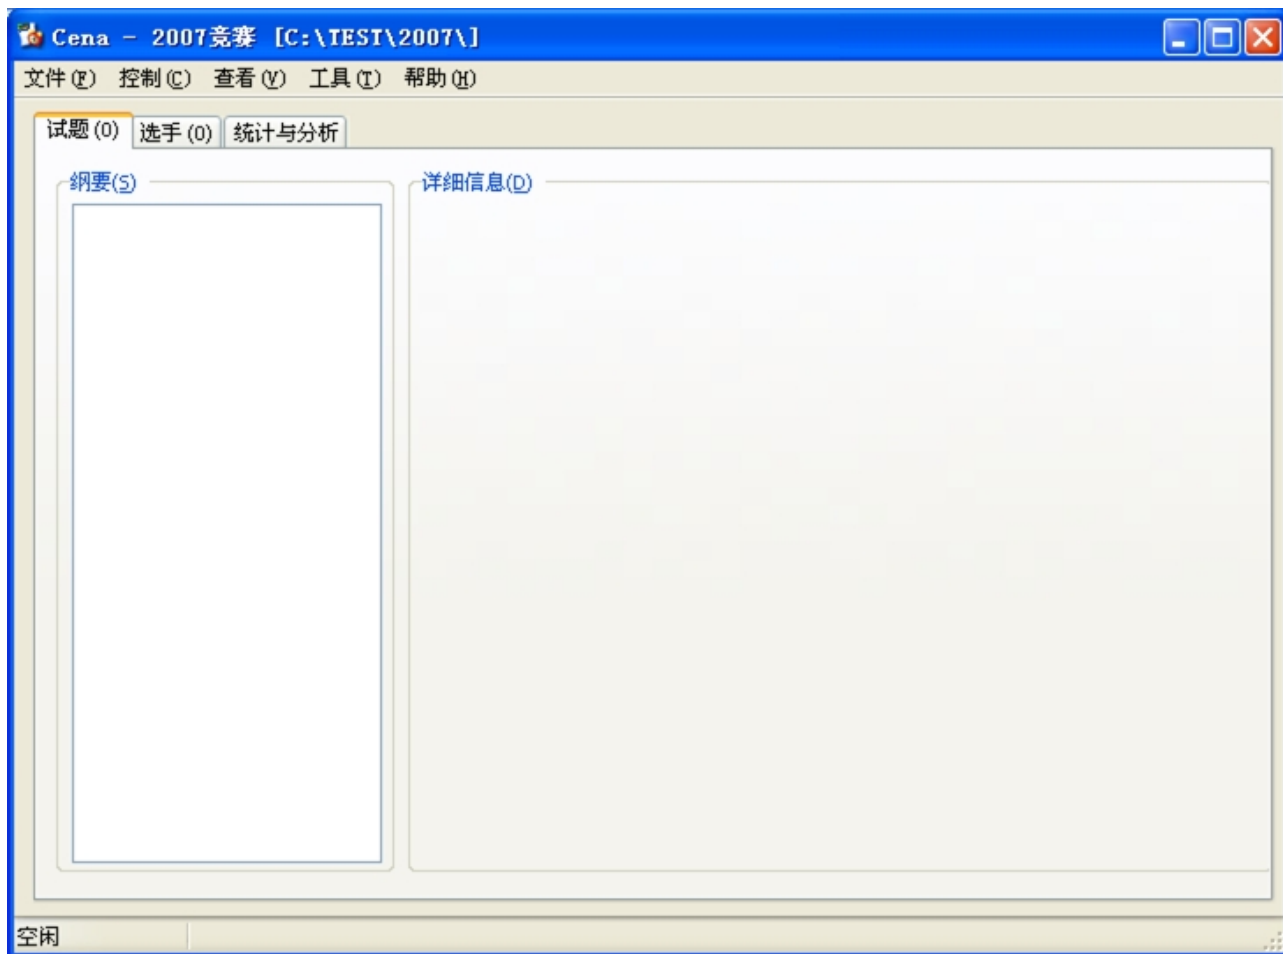 Cena - 2007竞赛 [C:\TEST\2007\]
文件(F) 控制(C) 查看(V) 工具(T) 帮助(H)
试题(0) 选手(0) 统计与分析
纲要(S) 详细信息(D)
空闲